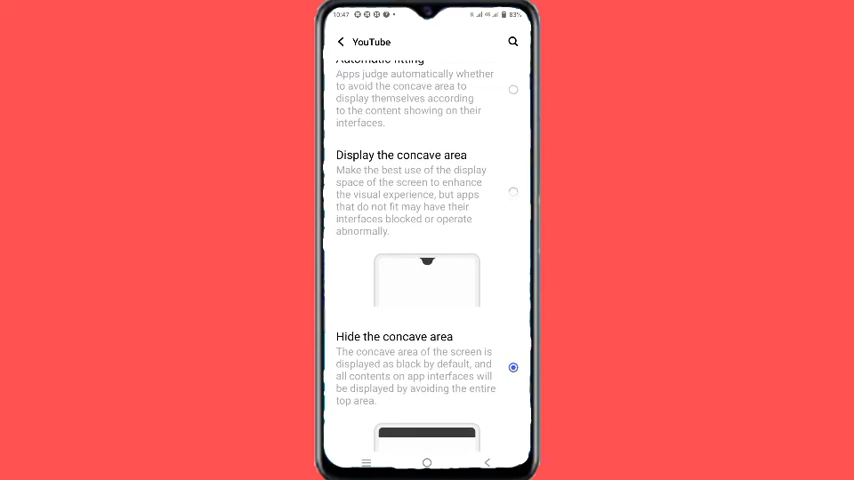 10:47
83%
YouTube
Automatic fitting
Apps judge automatically whether
to avoid the concave area to
display themselves according
to the content showing on their
interfaces.
Display the concave area
Make the best use of the display
space of the screen to enhance
the visual experience, but apps
that do not fit may have their
interfaces blocked or operate
abnormally.
Hide the concave area
The concave area of the screen is
displayed as black by default, and
all contents on app interfaces will
be displayed by avoiding the entire
top area.